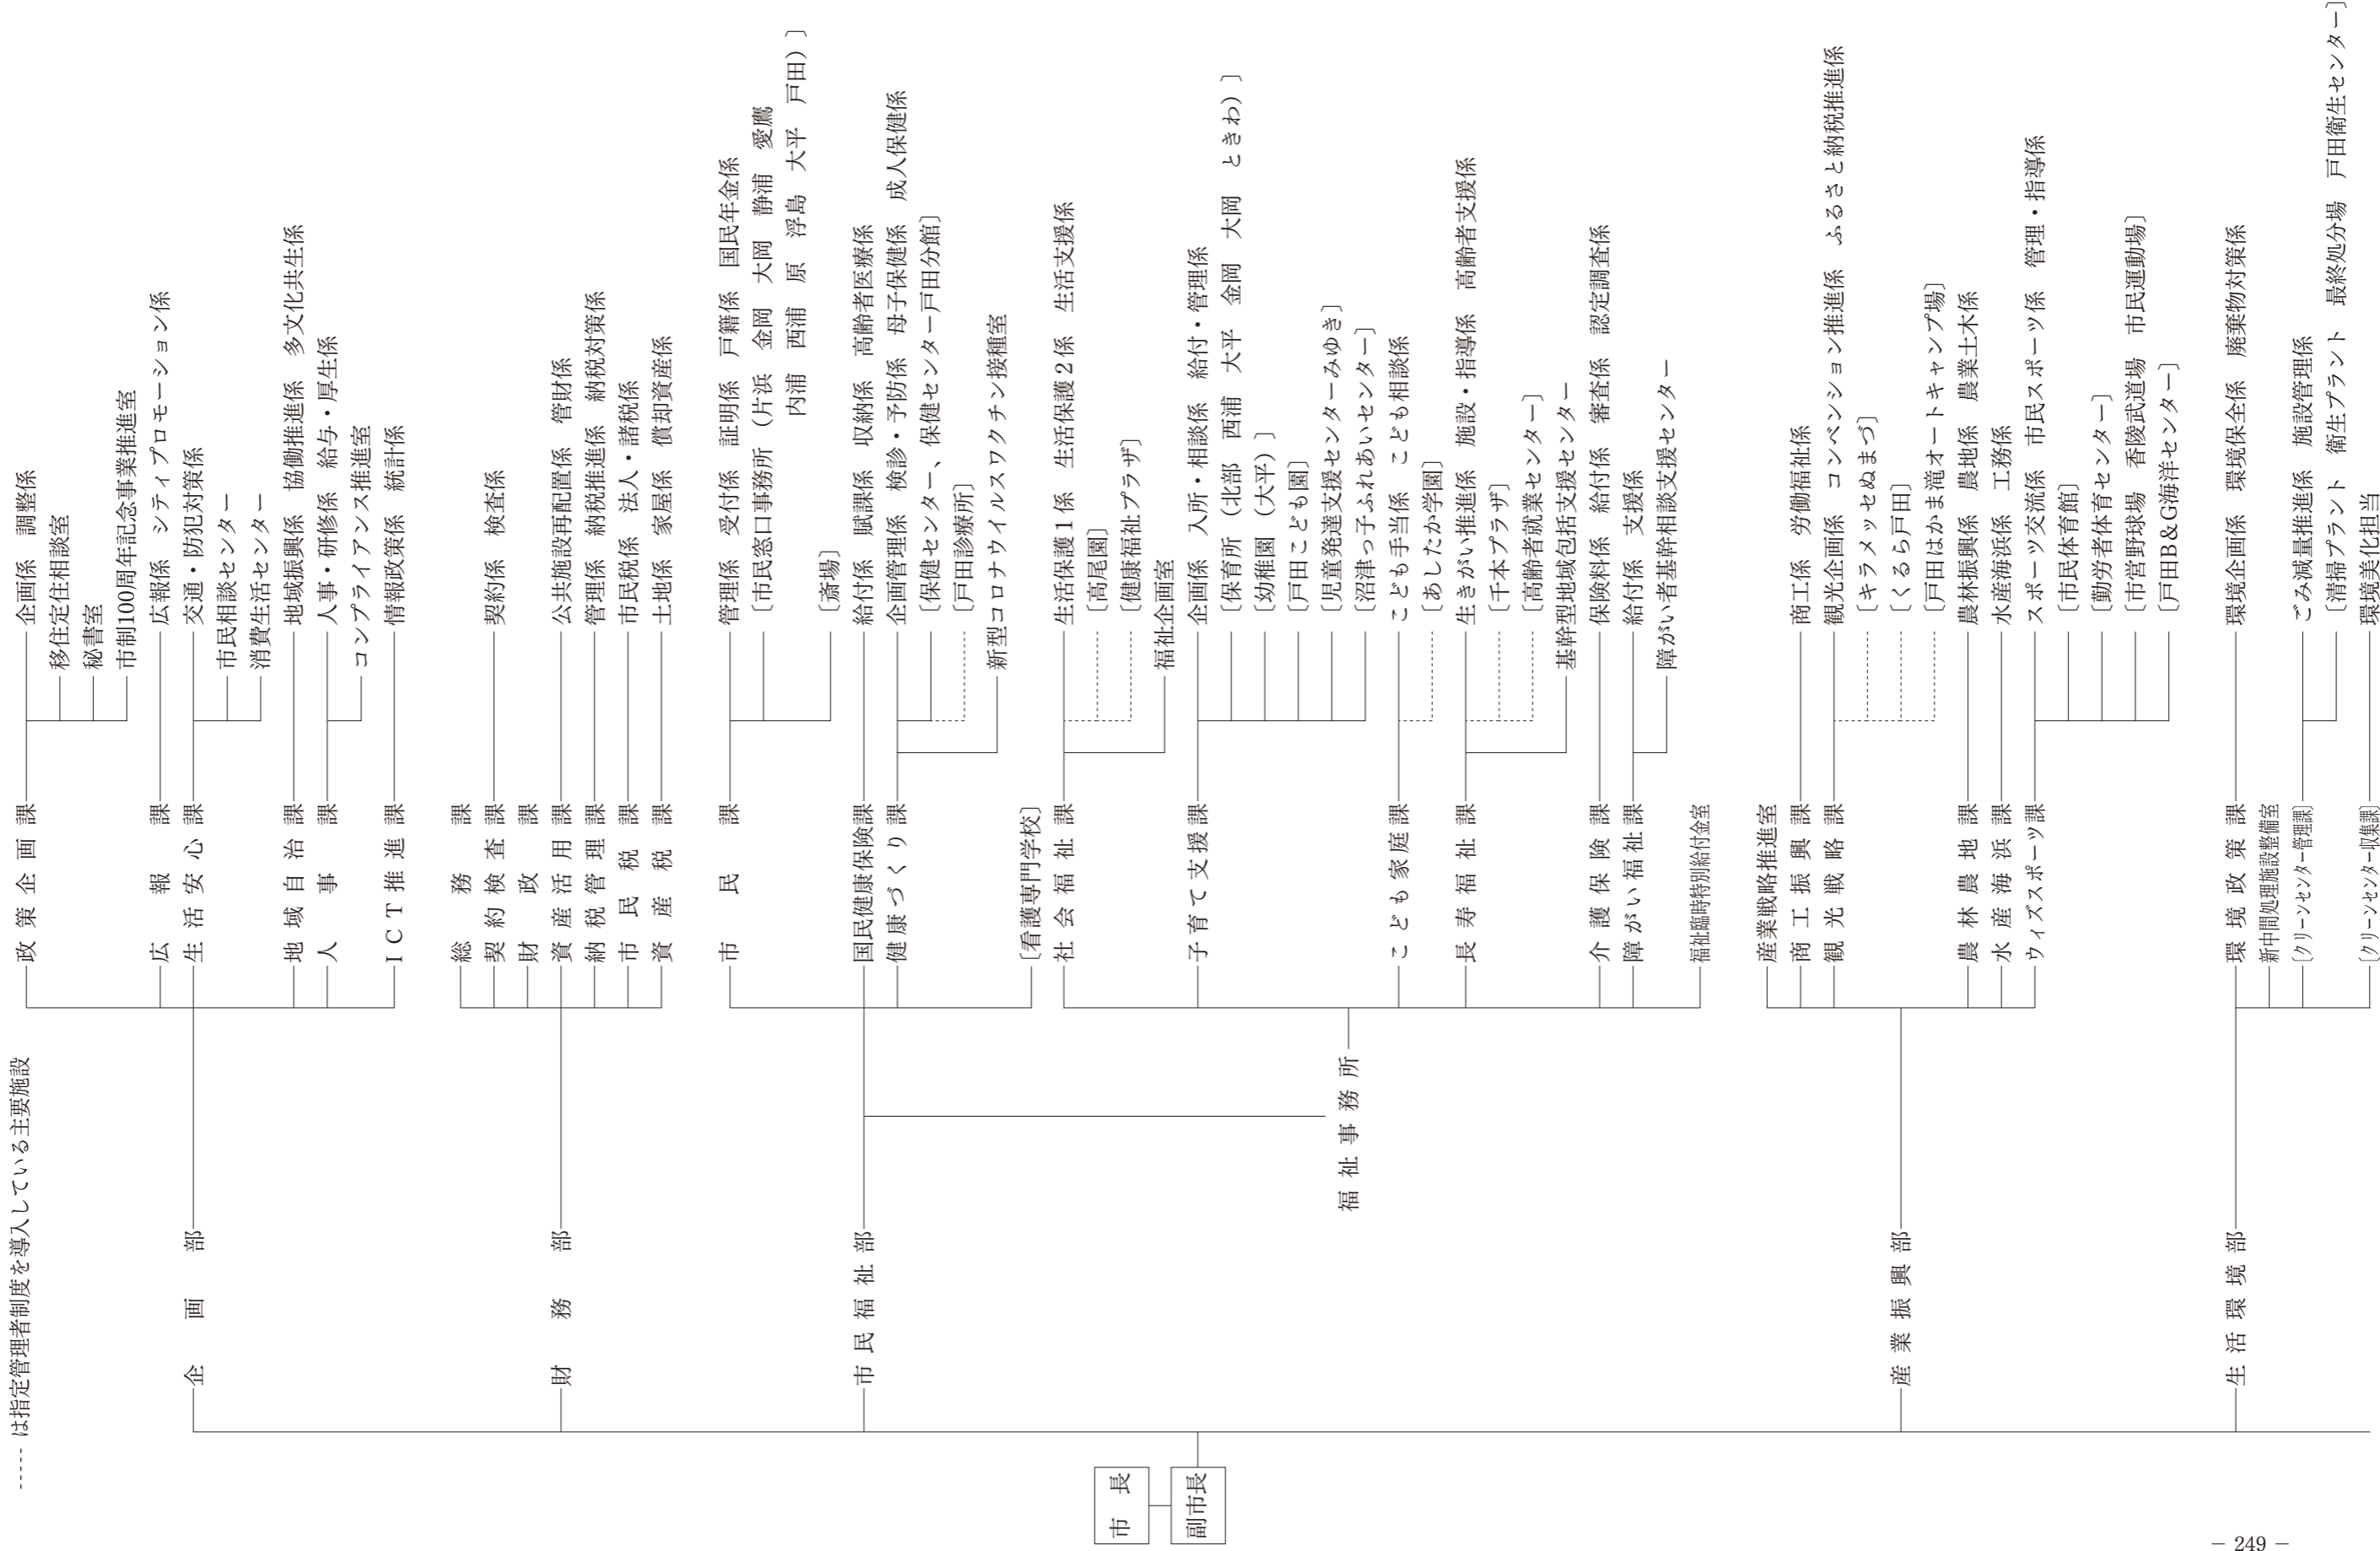 ----- は指定管理者制度を導入している主要施設
市　長
副市長
企　画　部
政策企画課
企画係　調整係
移住定住相談室
秘書室
市制100周年記念事業推進室
広報課
広報係　シティプロモーション係
生活安心課
交通・防犯対策係
市民相談センター
消費生活センター
地域自治課
地域振興係　協働推進係　多文化共生係
人事課
人事・研修係　給与・厚生係
コンプライアンス推進室
ICT推進課
情報政策係　統計係
財　務　部
総務課
契約検査課
契約係　検査係
財政課
資産活用課
公共施設再配置係　管財係
納税管理課
管理係　納税推進係　納税対策係
市民税課
市民税係　法人・諸税係
資産税課
土地係　家屋係　償却資産係
市民福祉部
市民課
管理係　受付係　証明係　戸籍係　国民年金係
〔市民窓口事務所（片浜　金岡　大岡　静浦　愛鷹
内浦　西浦　原　浮島　大平　戸田）〕
〔斎場〕
国民健康保険課
給付係　賦課係　収納係　高齢者医療係
健康づくり課
企画管理係　検診・予防係　母子保健係　成人保健係
〔保健センター、保健センター戸田分館〕
〔戸田診療所〕
新型コロナウイルスワクチン接種室
〔看護専門学校〕
福祉事務所
社会福祉課
生活保護１係　生活保護２係　生活支援係
〔高尾園〕
〔健康福祉プラザ〕
福祉企画室
子育て支援課
企画係　入所・相談係　給付・管理係
〔保育所（北部　西浦　大平　金岡　大岡　ときわ）〕
〔幼稚園（大平）〕
〔戸田こども園〕
〔児童発達支援センターみゆき〕
〔沼津っ子ふれあいセンター〕
こども家庭課
こども手当係　こども相談係
〔あしたか学園〕
長寿福祉課
生きがい推進係　施設・指導係　高齢者支援係
〔千本プラザ〕
〔高齢者就業センター〕
基幹型地域包括支援センター
介護保険課
保険料係　給付係　審査係　認定調査係
障がい福祉課
給付係　支援係
障がい者基幹相談支援センター
福祉臨時特別給付金室
産業振興部
産業戦略推進室
商工振興課
商工係　労働福祉係
観光戦略課
観光企画係　コンベンション推進係　ふるさと納税推進係
〔キラメッセぬまづ〕
〔くるら戸田〕
〔戸田はかま滝オートキャンプ場〕
農林農地課
農林振興係　農地係　農業土木係
水産海浜課
水産海浜係　工務係
ウィズスポーツ課
スポーツ交流係　市民スポーツ係　管理・指導係
〔市民体育館〕
〔勤労者体育センター〕
〔市営野球場　香陵武道場　市民運動場〕
〔戸田B&G海洋センター〕
生活環境部
環境政策課
環境企画係　環境保全係　廃棄物対策係
新中間処理施設整備室
〔クリーンセンター管理課〕
ごみ減量推進係　施設管理係
〔清掃プラント　衛生プラント　最終処分場　戸田衛生センター〕
〔クリーンセンター収集課〕
環境美化担当
－ 249 －